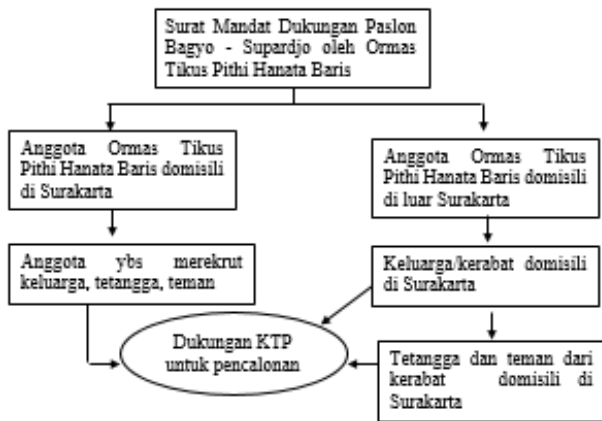 Surat Mandat Dukungan Paslon
Bagyo - Supardjo oleh Ormas
Tikus Pithi Hanata Baris
Anggota Ormas Tikus
Pithi Hanata Baris domisili
di Surakarta
Anggota Ormas Tikus
Pithi Hanata Baris domisili
di luar Surakarta
Anggota ybs merekrut
keluarga, tetangga, teman
Keluarga/kerabat domisili
di Surakarta
Dukungan KTP
untuk pencalonan
Tetangga dan teman dari
kerabat domisili di
Surakarta